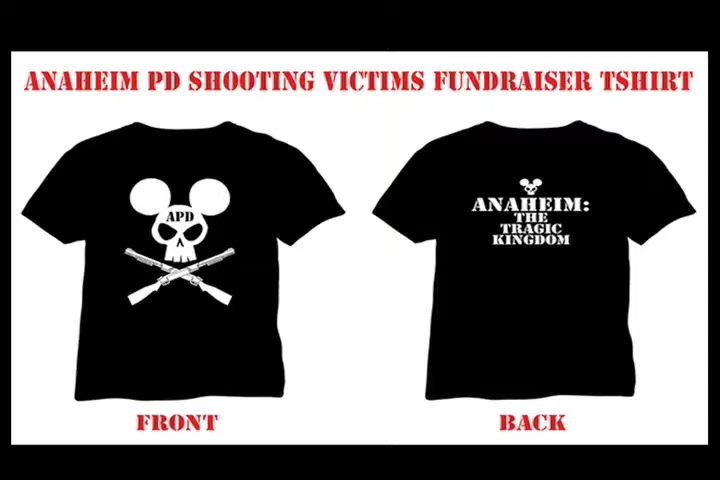 ANAHEIM PD SHOOTING VICTIMS FUNDRAISER TSHIRT
APD
ANAHEIM:
THE
TRAGIC
KINGDOM
FRONT
BACK